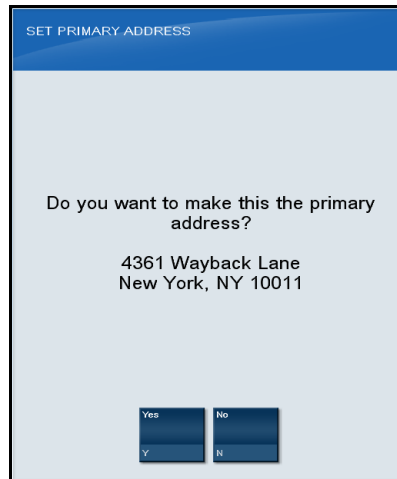 SET PRIMARY ADDRESS
Do you want to make this the primary
address?
4361 Wayback Lane
New York, NY 10011
Yes No
Y N